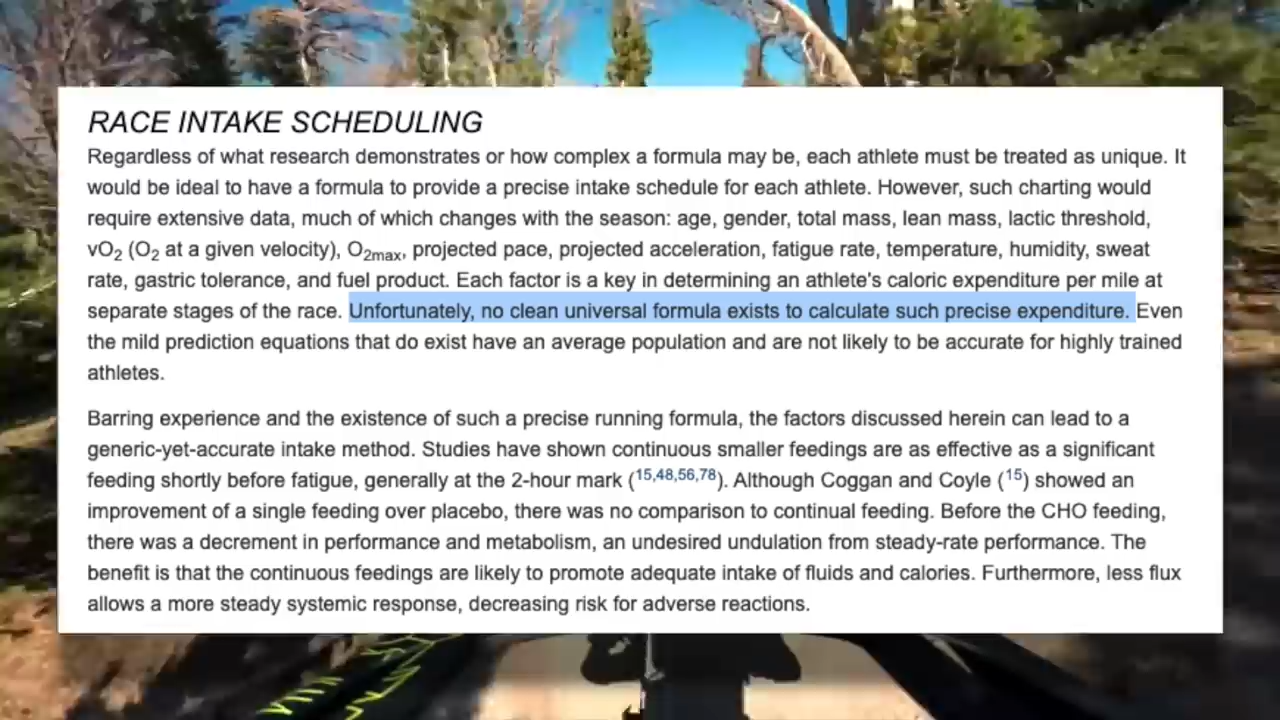 RACE INTAKE SCHEDULING
Regardless of what research demonstrates or how complex a formula may be, each athlete must be treated as unique. It
would be ideal to have a formula to provide a precise intake schedule for each athlete. However, such charting would
require extensive data, much of which changes with the season: age, gender, total mass, lean mass, lactic threshold,
vO2 (O2 at a given velocity), O2max, projected pace, projected acceleration, fatigue rate, temperature, humidity, sweat
rate, gastric tolerance, and fuel product. Each factor is a key in determining an athlete's caloric expenditure per mile at
separate stages of the race. Unfortunately, no clean universal formula exists to calculate such precise expenditure. Even
the mild prediction equations that do exist have an average population and are not likely to be accurate for highly trained
athletes.
Barring experience and the existence of such a precise running formula, the factors discussed herein can lead to a
generic-yet-accurate intake method. Studies have shown continuous smaller feedings are as effective as a significant
feeding shortly before fatigue, generally at the 2-hour mark (15,48,56,78). Although Coggan and Coyle (15) showed an
improvement of a single feeding over placebo, there was no comparison to continual feeding. Before the CHO feeding,
there was a decrement in performance and metabolism, an undesired undulation from steady-rate performance. The
benefit is that the continuous feedings are likely to promote adequate intake of fluids and calories. Furthermore, less flux
allows a more steady systemic response, decreasing risk for adverse reactions.